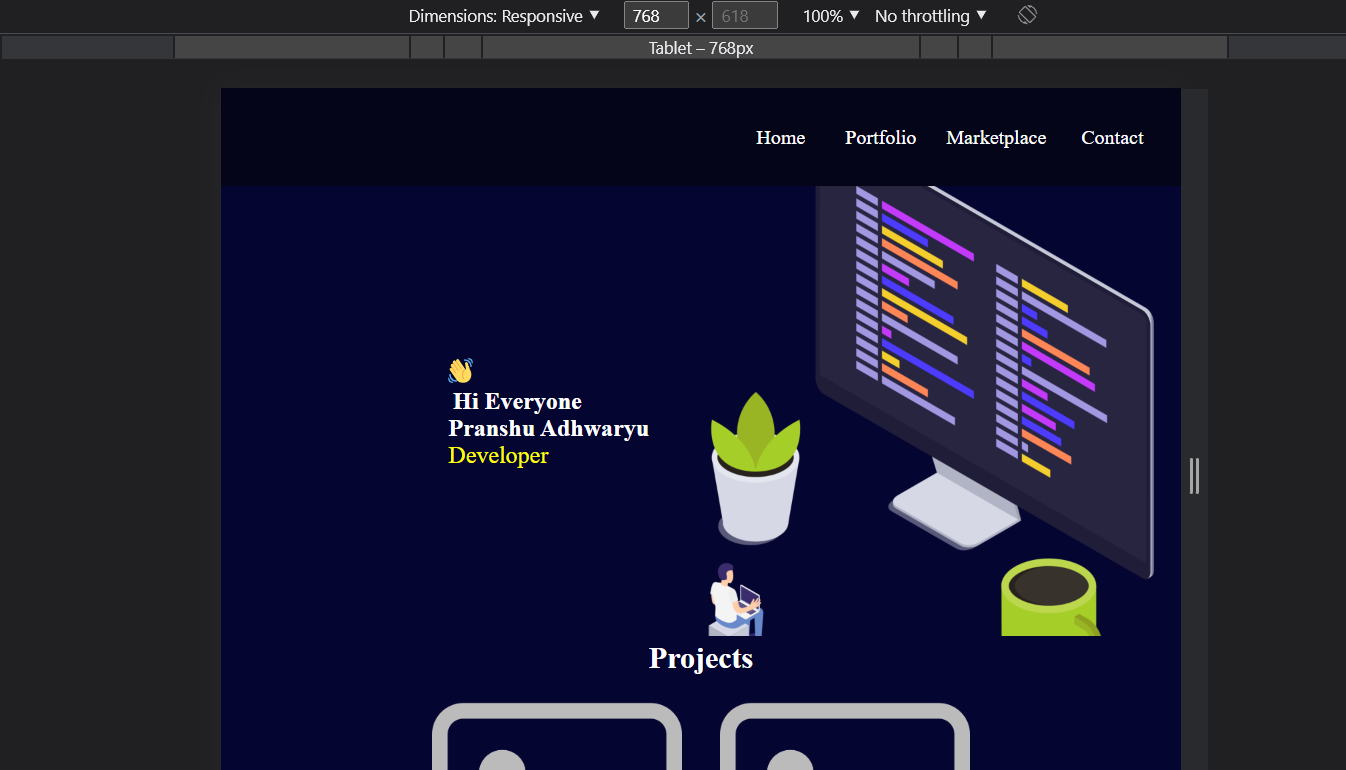 Dimensions: Responsive ▼ 768 × 618 100% ▼ No throttling ▼
Tablet – 768px
Home Portfolio Marketplace Contact
👋
Hi Everyone
Pranshu Adhwaryu
Developer
Projects